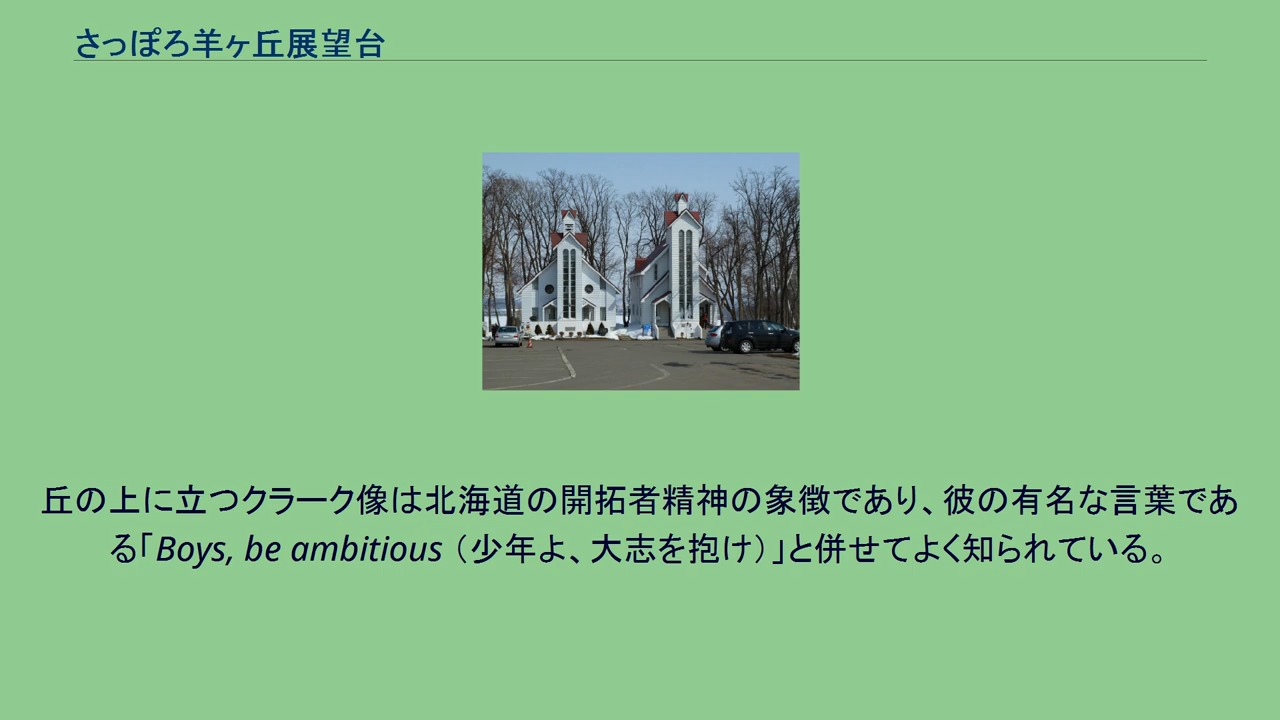 さっぽろ羊ヶ丘展望台
丘の上に立つクラーク像は北海道の開拓者精神の象徴であり、彼の有名な言葉であ
る「Boys, be ambitious（少年よ、大志を抱け）」と併せてよく知られている。